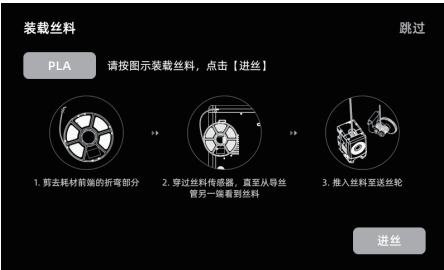 装载丝料
跳过
PLA
请按图示装载丝料，点击【进丝】
1. 剪去耗材前端的折弯部分
2. 穿过丝料传感器，直至从导丝
管另一端看到丝料
3. 推入丝料至送丝轮
进丝